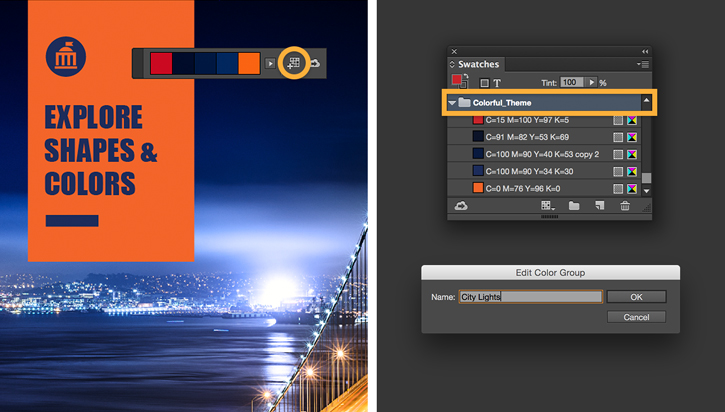 EXPLORE
SHAPES &
COLORS
Swatches
T Tint: 100 %
Colorful_Theme
C=15 M=100 Y=97 K=5
C=91 M=82 Y=53 K=69
C=100 M=90 Y=40 K=53 copy 2
C=100 M=90 Y=34 K=30
C=0 M=76 Y=96 K=0
Edit Color Group
Name: City Lights OK
Cancel